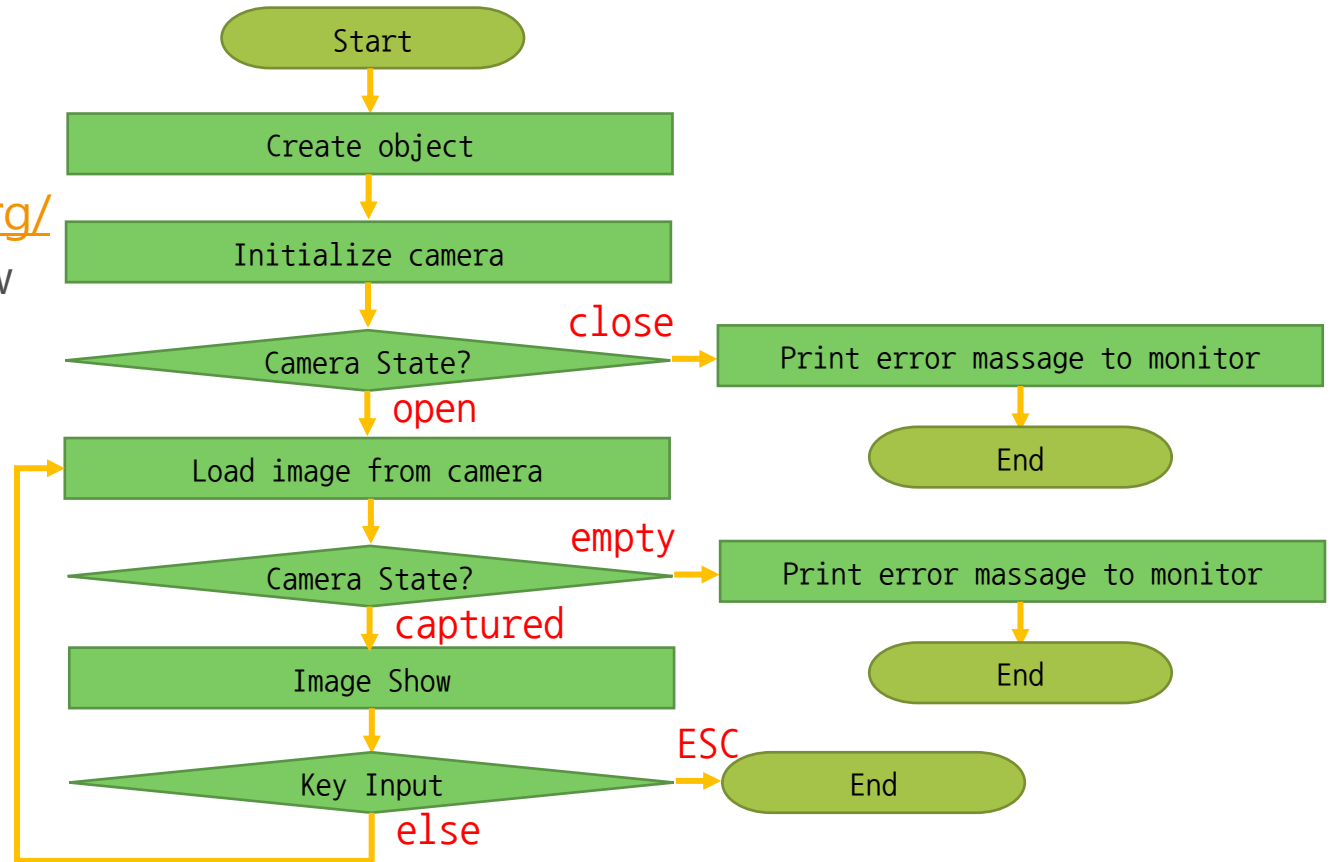 Start
Create object
rg/
Initialize camera
w
close
Camera State?
Print error massage to monitor
open
End
Load image from camera
empty
Camera State?
Print error massage to monitor
captured
End
Image Show
ESC
Key Input
End
else